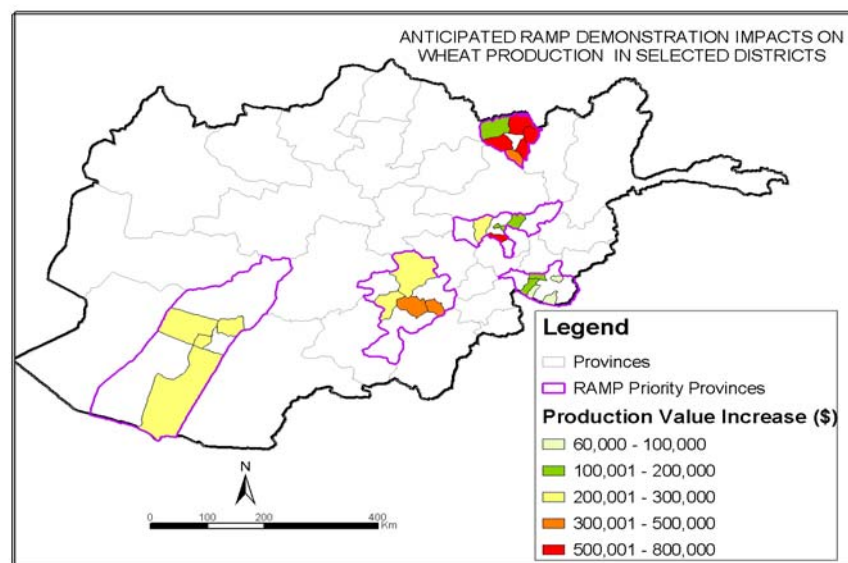 ANTICIPATED RAMP DEMONSTRATION IMPACTS ON
WHEAT PRODUCTION IN SELECTED DISTRICTS
Legend
Provinces
RAMP Priority Provinces
Production Value Increase ($)
60,000 - 100,000
100,001 - 200,000
200,001 - 300,000
300,001 - 500,000
500,001 - 800,000
N
0 100 200 400
Km